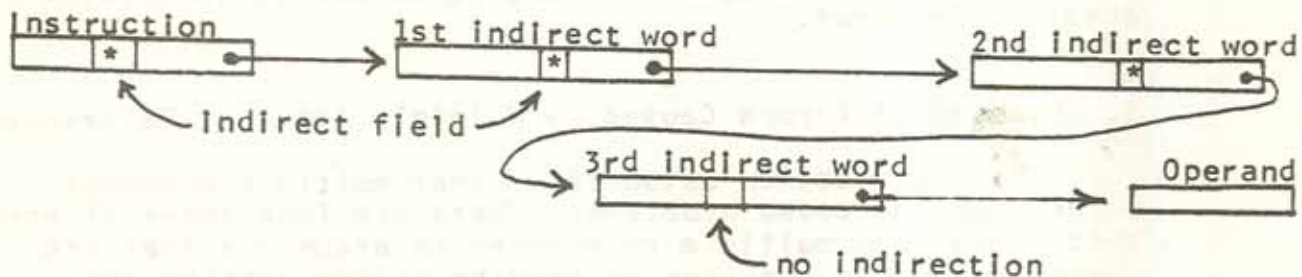 Instruction
1st indirect word
2nd indirect word
*
*
*
indirect field
3rd indirect word
Operand
no indirection